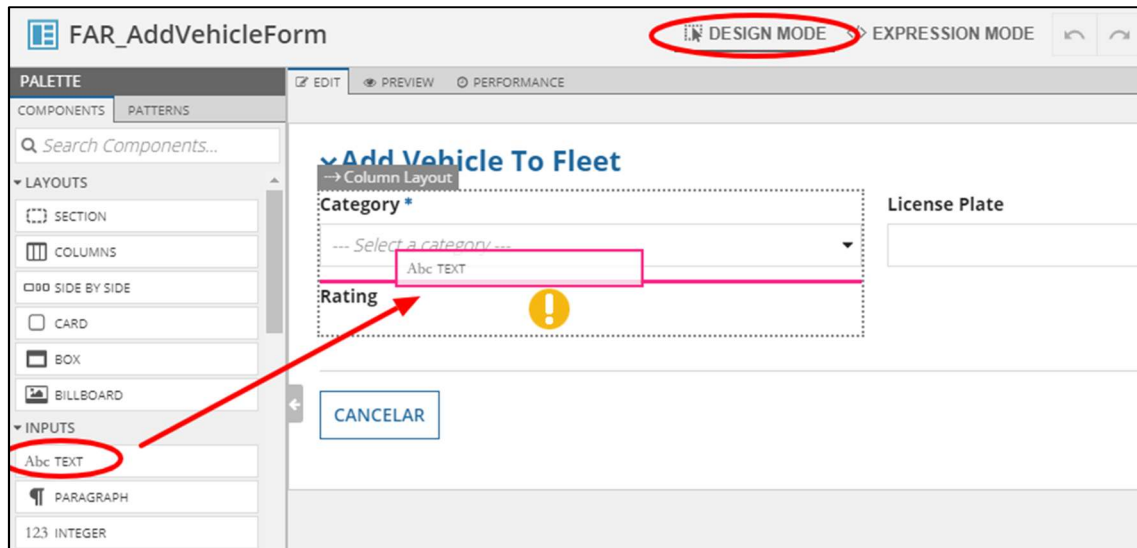 FAR_AddVehicleForm
DESIGN MODE
</> EXPRESSION MODE
PALETTE
COMPONENTS
PATTERNS
Search Components...
LAYOUTS
SECTION
COLUMNS
SIDE BY SIDE
CARD
BOX
BILLBOARD
INPUTS
Abc TEXT
PARAGRAPH
123 INTEGER
EDIT
PREVIEW
PERFORMANCE
Add Vehicle To Fleet
Column Layout
Category *
--- Select a category ---
Abc TEXT
Rating
License Plate
CANCELAR